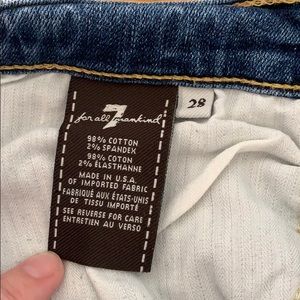 7
for all mankind
28
98% COTTON
2% SPANDEX
98% COTON
2% ÉLASTHANNE
MADE IN U.S.A.
OF IMPORTED FABRIC
FABRIQUÉ AUX ÉTATS-UNIS
DE TISSU IMPORTÉ
SEE REVERSE FOR CARE
ENTRETIEN AU VERSO